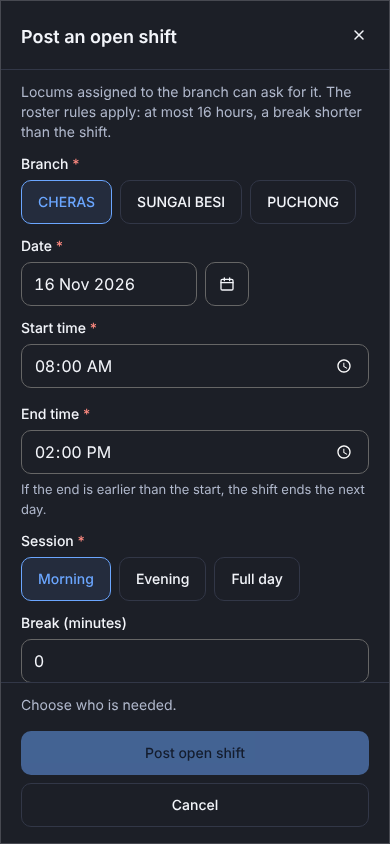 Post an open shift
Locums assigned to the branch can ask for it. The
roster rules apply: at most 16 hours, a break shorter
than the shift.
Branch *
CHERAS
SUNGAI BESI
PUCHONG
Date *
16 Nov 2026
Start time *
08:00 AM
End time *
02:00 PM
If the end is earlier than the start, the shift ends the next
day.
Session *
Morning
Evening
Full day
Break (minutes)
0
Choose who is needed.
Post open shift
Cancel